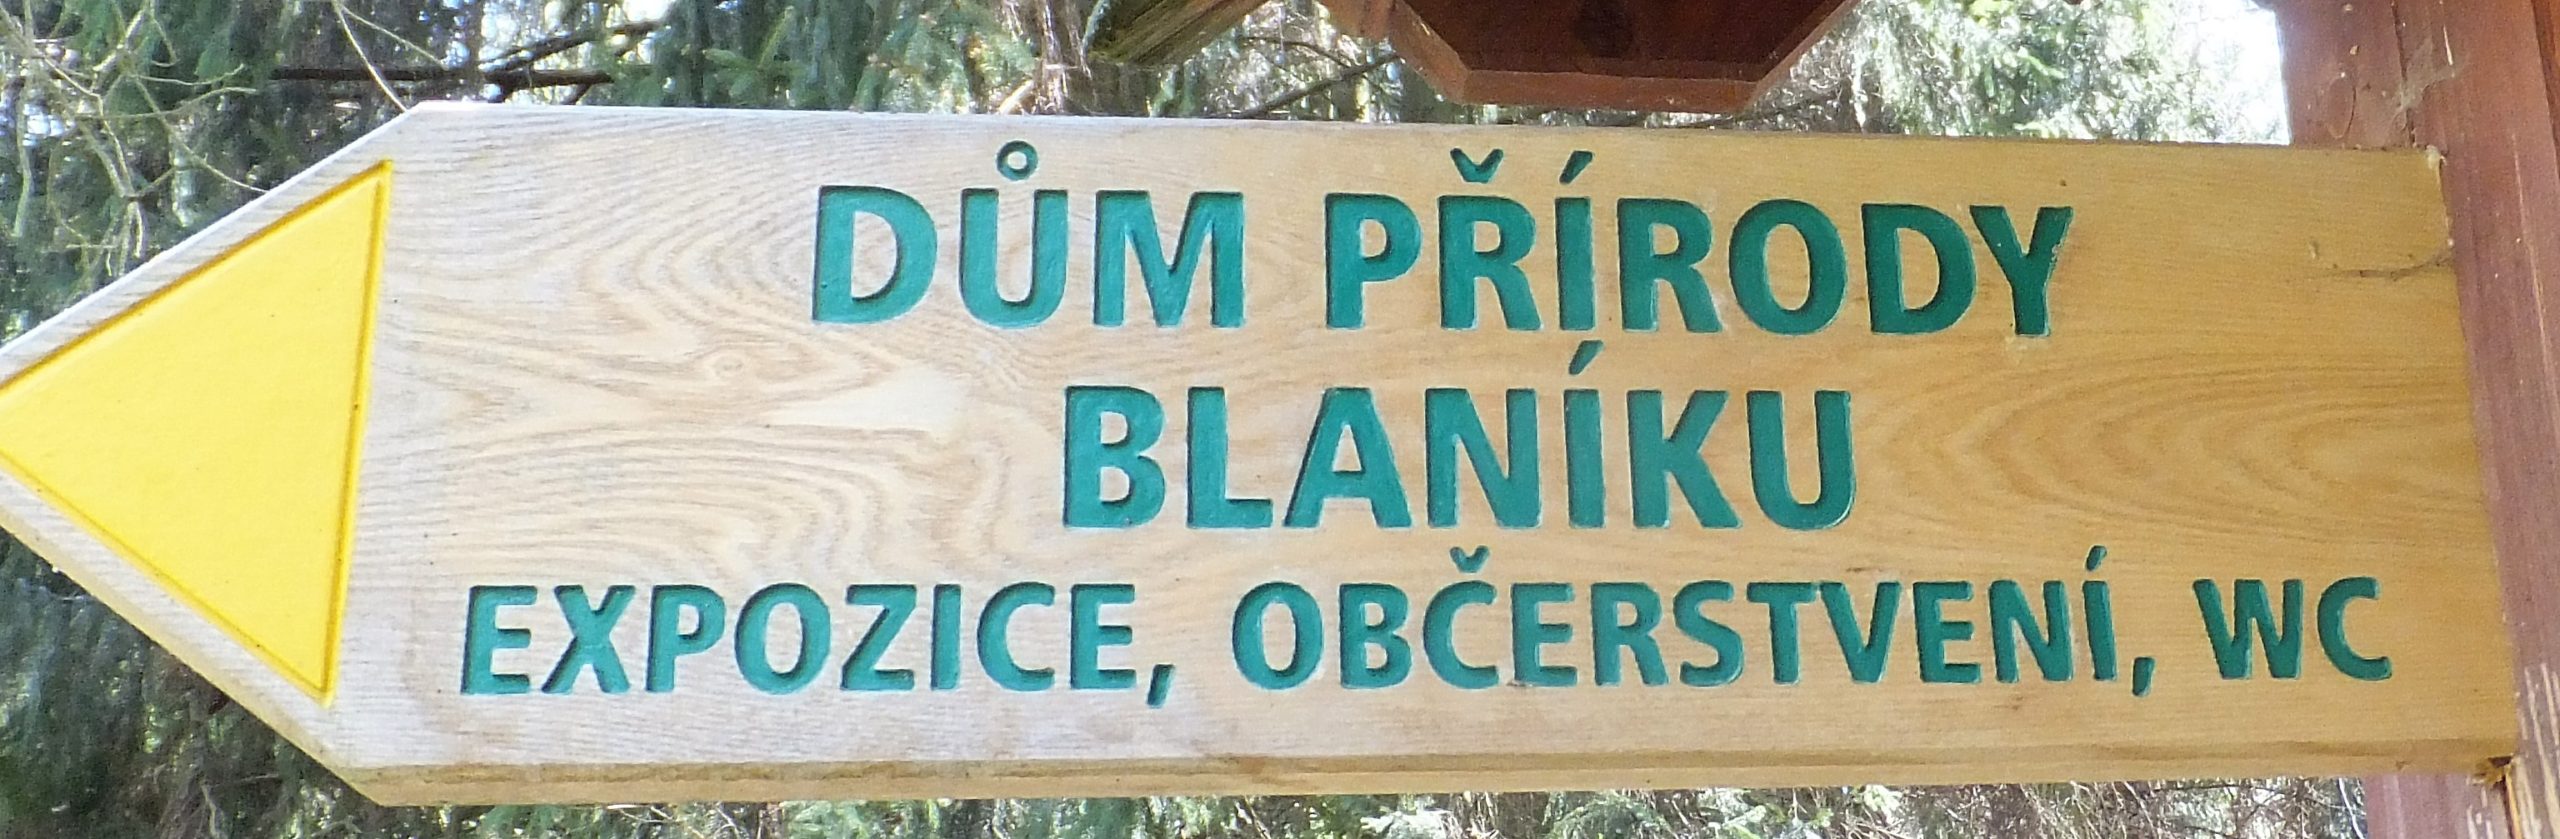 DŮM PŘÍRODY
BLANÍKU
EXPOZICE, OBČERSTVENÍ, WC